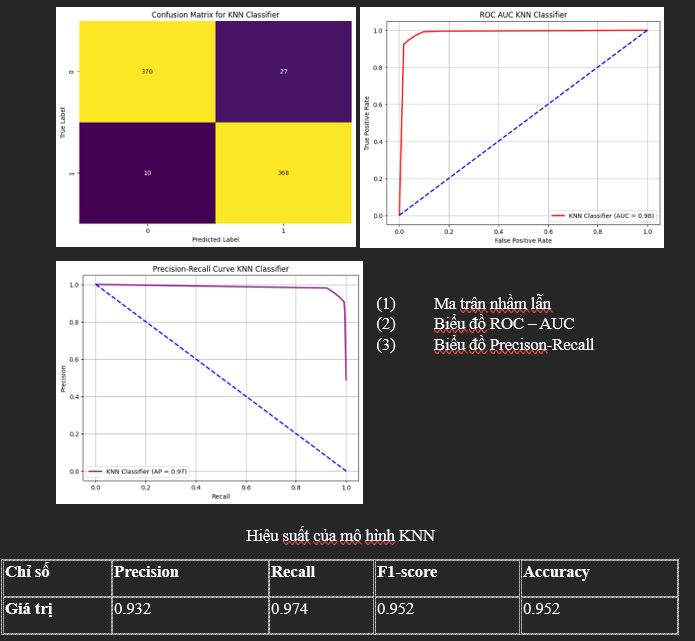 Confusion Matrix for KNN Classifier
True Label
0
370
27
1
10
368
0
1
Predicted Label
ROC AUC KNN Classifier
True Positive Rate
1.0
0.8
0.6
0.4
0.2
0.0
KNN Classifier (AUC = 0.98)
0.0 0.2 0.4 0.6 0.8 1.0
False Positive Rate
Precision-Recall Curve KNN Classifier
Precision
1.0
0.8
0.6
0.4
0.2
0.0
KNN Classifier (AP = 0.97)
0.0 0.2 0.4 0.6 0.8 1.0
Recall
(1) Ma trận nhầm lẫn
(2) Biểu đồ ROC – AUC
(3) Biểu đồ Precison-Recall
Hiệu suất của mô hình KNN
Chỉ số Precision Recall F1-score Accuracy
Giá trị 0.932 0.974 0.952 0.952